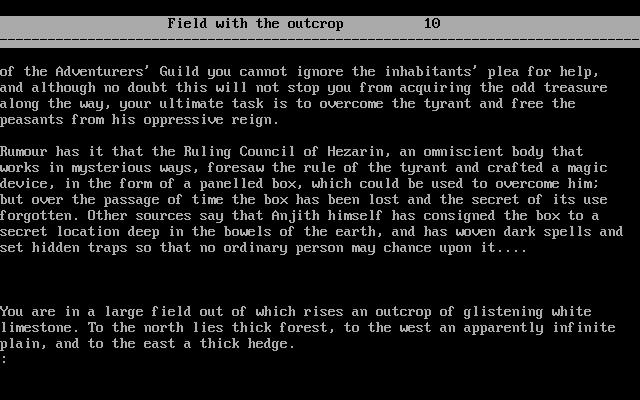 Field with the outcrop 10
of the Adventurers' Guild you cannot ignore the inhabitants' plea for help,
and although no doubt this will not stop you from acquiring the odd treasure
along the way, your ultimate task is to overcome the tyrant and free the
peasants from his oppressive reign.
Rumour has it that the Ruling Council of Hezarin, an omniscient body that
works in mysterious ways, foresaw the rule of the tyrant and crafted a magic
device, in the form of a panelled box, which could be used to overcome him;
but over the passage of time the box has been lost and the secret of its use
forgotten. Other sources say that Anjith himself has consigned the box to a
secret location deep in the bowels of the earth, and has woven dark spells and
set hidden traps so that no ordinary person may chance upon it....
You are in a large field out of which rises an outcrop of glistening white
limestone. To the north lies thick forest, to the west an apparently infinite
plain, and to the east a thick hedge.
: